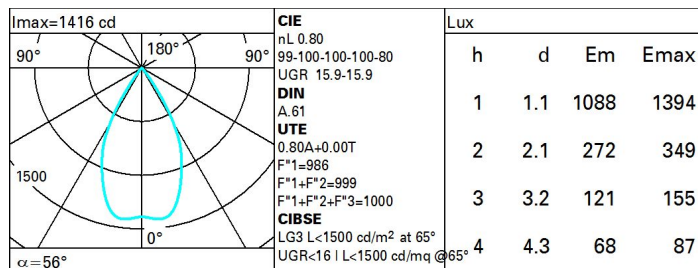 Imax=1416 cd
90°
180°
90°
1500
0°
α=56°
CIE
nL 0.80
99-100-100-100-80
UGR 15.9-15.9
DIN
A.61
UTE
0.80A+0.00T
F"1=986
F"1+F"2=999
F"1+F"2+F"3=1000
CIBSE
LG3 L<1500 cd/m² at 65°
UGR<16 | L<1500 cd/mq @65°
Lux
h d Em Emax
1 1.1 1088 1394
2 2.1 272 349
3 3.2 121 155
4 4.3 68 87